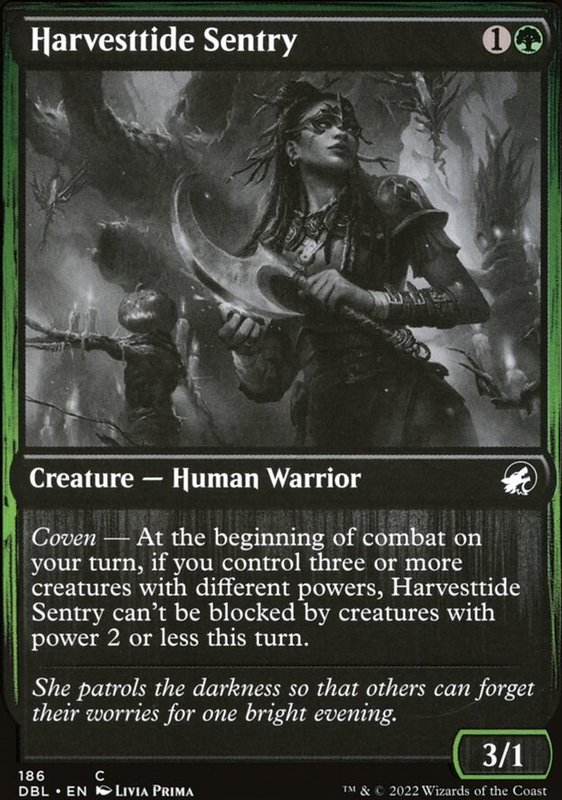 Harvesttide Sentry 1
Creature — Human Warrior
Coven — At the beginning of combat on
your turn, if you control three or more
creatures with different powers, Harvesttide
Sentry can't be blocked by creatures with
power 2 or less this turn.
She patrols the darkness so that others can forget
their worries for one bright evening.
3/1
186 C
DBL • EN Livia Prima
™ & © 2022 Wizards of the Coast